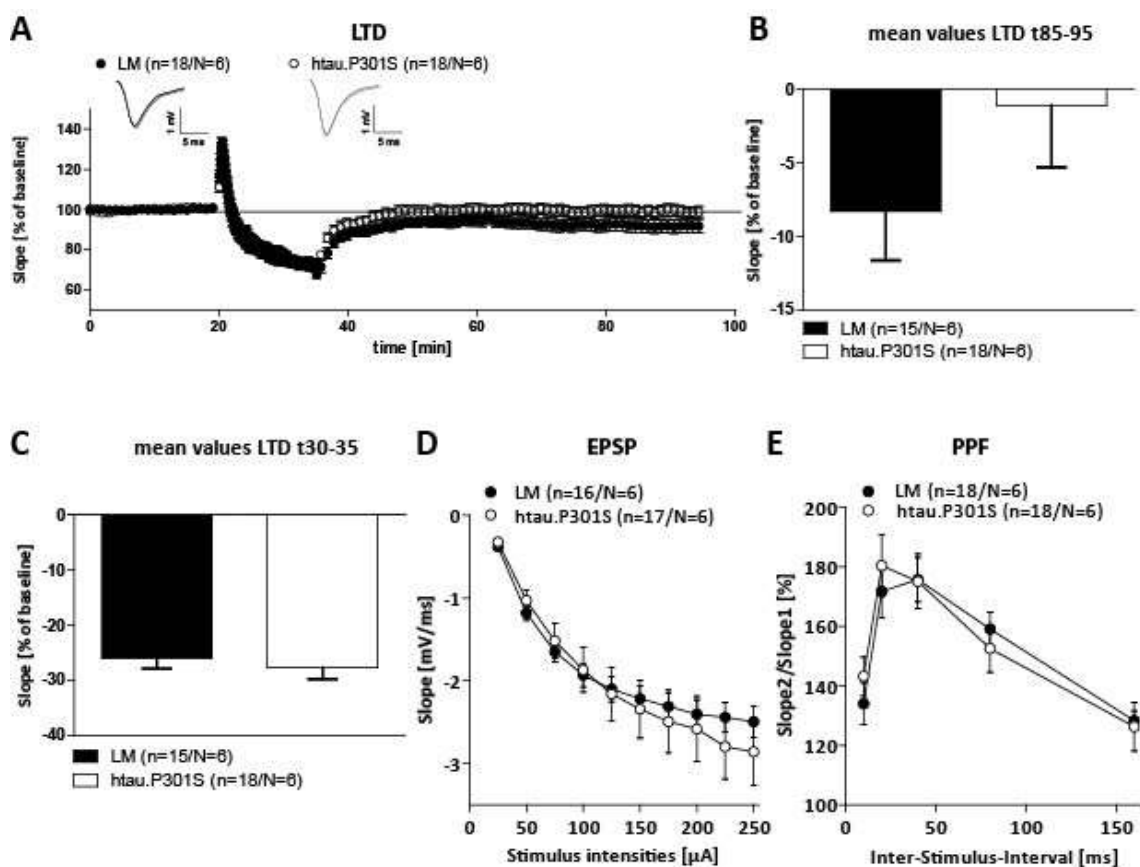 A
LTD
LM (n=18/N=6)
htau.P301S (n=18/N=6)
1 mV
5 ms
1 mV
5 ms
Slope [% of baseline]
140
120
100
80
60
0
20
40
60
80
100
time [min]
B
mean values LTD t85-95
Slope [% of baseline]
0
-5
-10
-15
LM (n=15/N=6)
htau.P301S (n=18/N=6)
C
mean values LTD t30-35
Slope [% of baseline]
0
-10
-20
-30
-40
LM (n=15/N=6)
htau.P301S (n=18/N=6)
D
EPSP
LM (n=16/N=6)
htau.P301S (n=17/N=6)
Slope [mV/ms]
0
-1
-2
-3
50
100
150
200
250
Stimulus intensities [µA]
E
PPF
LM (n=18/N=6)
htau.P301S (n=18/N=6)
Slope2/Slope1 [%]
200
180
160
140
120
100
0
50
100
150
Inter-Stimulus-Interval [ms]